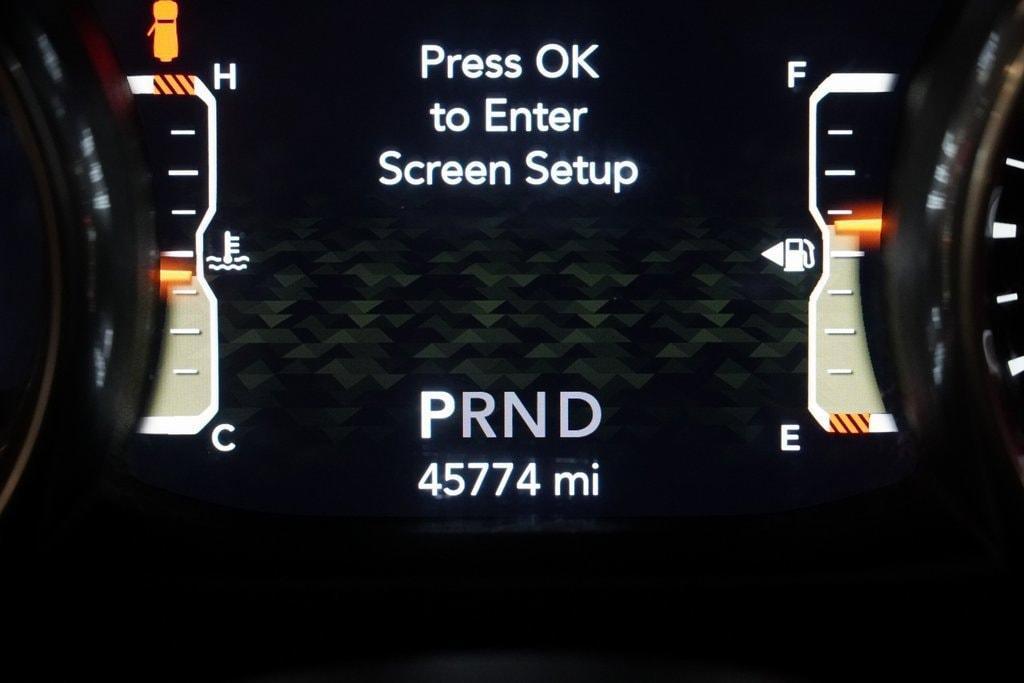 H
Press OK
to Enter
Screen Setup
F
PRND
45774 mi
C
E